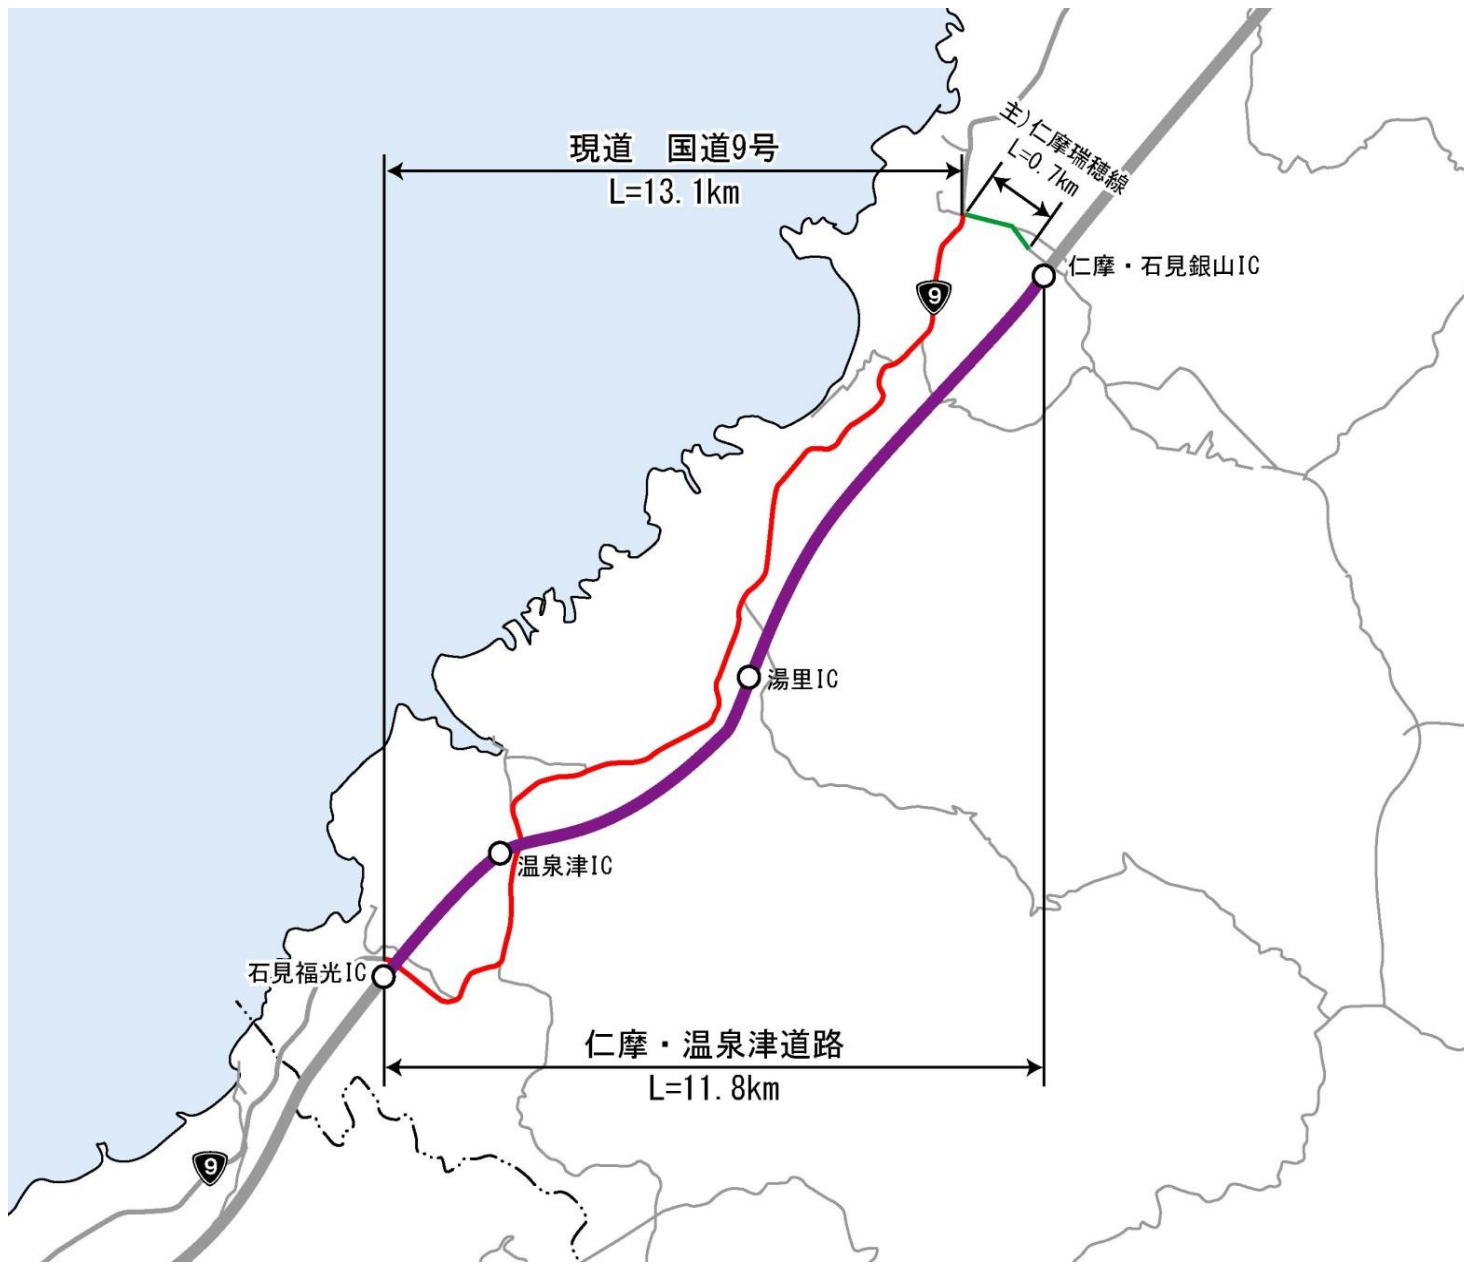 主)仁摩瑞穂線
L=0.7km
現道　国道9号
L=13.1km
仁摩・石見銀山IC
9
湯里IC
温泉津IC
石見福光IC
仁摩・温泉津道路
L=11.8km
9